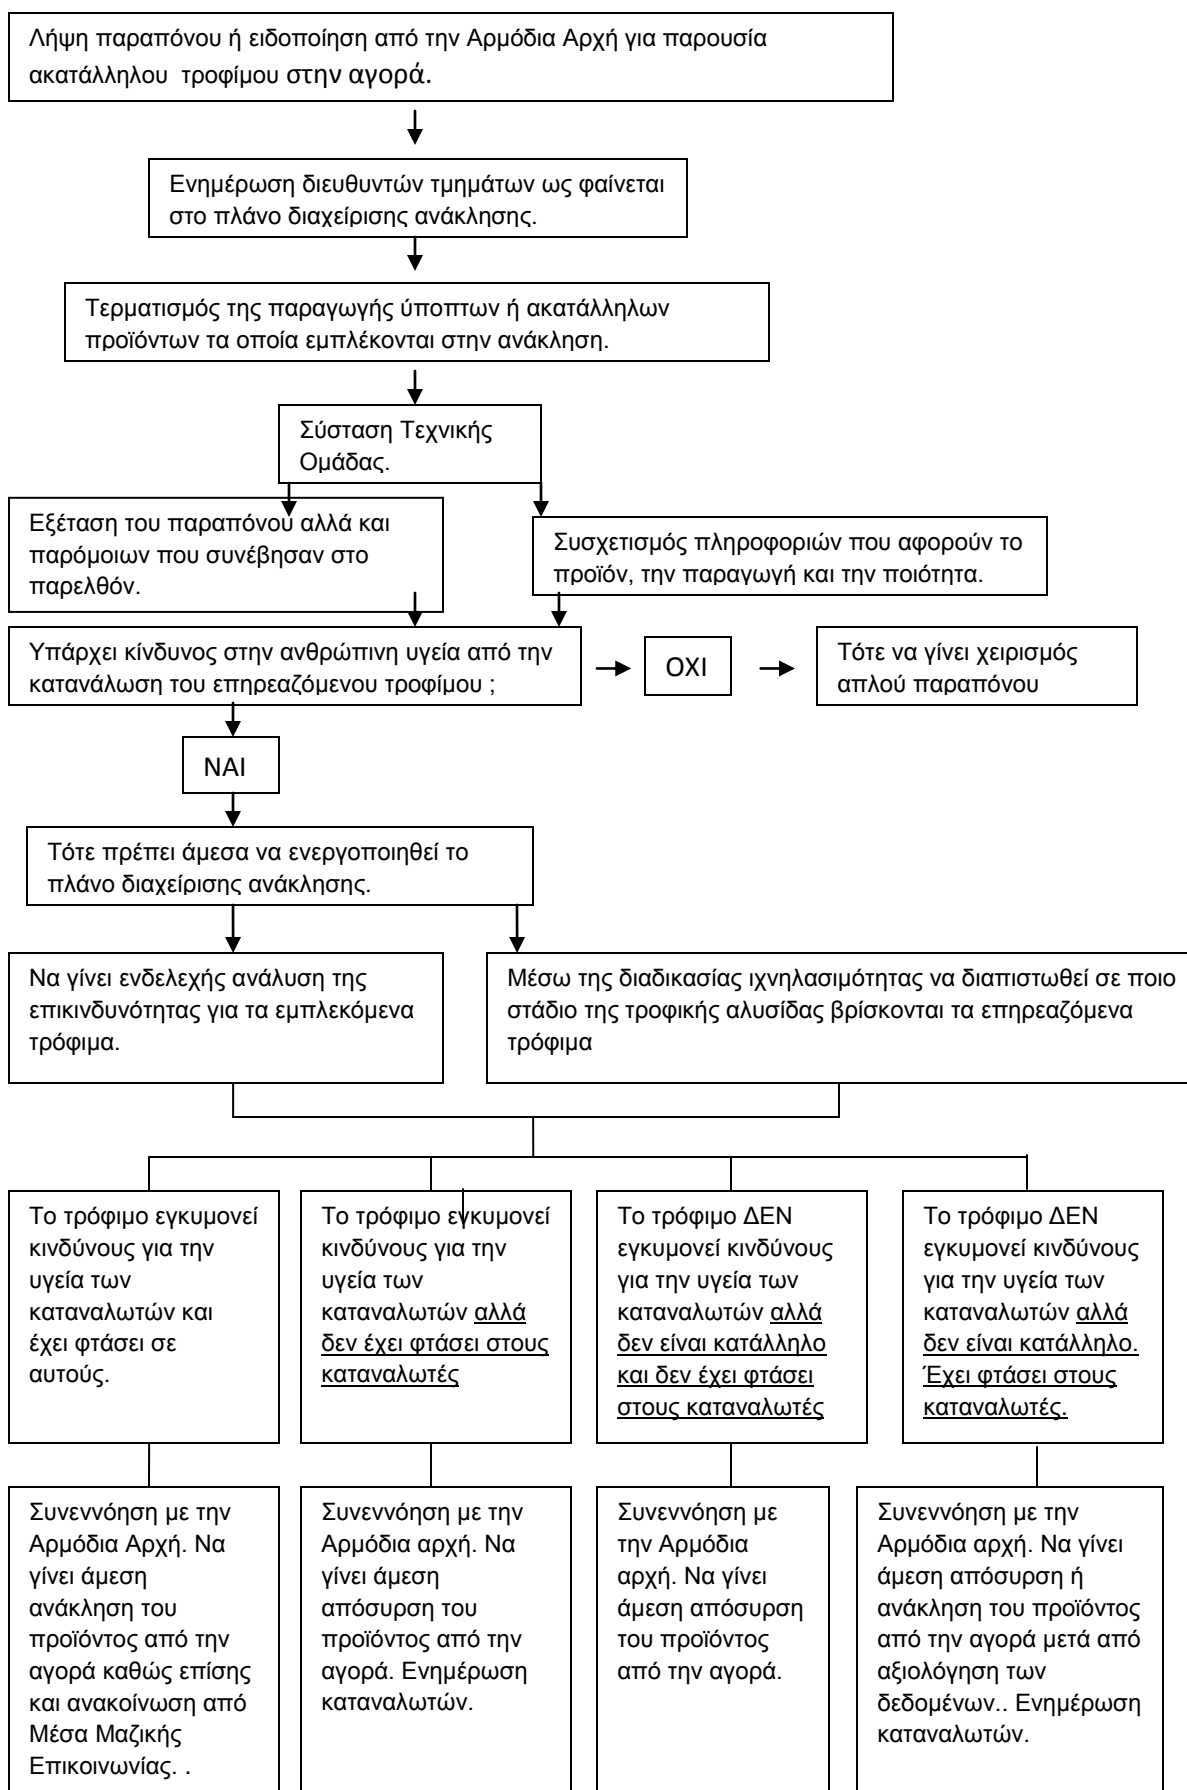 Λήψη παραπόνου ή ειδοποίηση από την Αρμόδια Αρχή για παρουσία
ακατάλληλου τροφίμου στην αγορά.
Ενημέρωση διευθυντών τμημάτων ως φαίνεται
στο πλάνο διαχείρισης ανάκλησης.
Τερματισμός της παραγωγής ύποπτων ή ακατάλληλων
προϊόντων τα οποία εμπλέκονται στην ανάκληση.
Σύσταση Τεχνικής
Ομάδας.
Εξέταση του παραπόνου αλλά και
παρόμοιων που συνέβησαν στο
παρελθόν.
Συσχετισμός πληροφοριών που αφορούν το
προϊόν, την παραγωγή και την ποιότητα.
Υπάρχει κίνδυνος στην ανθρώπινη υγεία από την
κατανάλωση του επηρεαζόμενου τροφίμου ;
ΟΧΙ
Τότε να γίνει χειρισμός
απλού παραπόνου
ΝΑΙ
Τότε πρέπει άμεσα να ενεργοποιηθεί το
πλάνο διαχείρισης ανάκλησης.
Να γίνει ενδελεχής ανάλυση της
επικινδυνότητας για τα εμπλεκόμενα
τρόφιμα.
Μέσω της διαδικασίας ιχνηλασιμότητας να διαπιστωθεί σε ποιο
στάδιο της τροφικής αλυσίδας βρίσκονται τα επηρεαζόμενα
τρόφιμα
Το τρόφιμο εγκυμονεί
κινδύνους για την
υγεία των
καταναλωτών και
έχει φτάσει σε
αυτούς.
Το τρόφιμο εγκυμονεί
κινδύνους για την
υγεία των
καταναλωτών αλλά
δεν έχει φτάσει στους
καταναλωτές
Το τρόφιμο ΔΕΝ
εγκυμονεί κινδύνους
για την υγεία των
καταναλωτών αλλά
δεν είναι κατάλληλο
και δεν έχει φτάσει
στους καταναλωτές
Το τρόφιμο ΔΕΝ
εγκυμονεί κινδύνους
για την υγεία των
καταναλωτών αλλά
δεν είναι κατάλληλο.
Έχει φτάσει στους
καταναλωτές.
Συνεννόηση με την
Αρμόδια Αρχή. Να
γίνει άμεση
ανάκληση του
προϊόντος από την
αγορά καθώς επίσης
και ανακοίνωση από
Μέσα Μαζικής
Επικοινωνίας. .
Συνεννόηση με την
Αρμόδια αρχή. Να
γίνει άμεση
απόσυρση του
προϊόντος από την
αγορά. Ενημέρωση
καταναλωτών.
Συνεννόηση με
την Αρμόδια
αρχή. Να γίνει
άμεση απόσυρση
του προϊόντος
από την αγορά.
Συνεννόηση με την
Αρμόδια αρχή. Να γίνει
άμεση απόσυρση ή
ανάκληση του προϊόντος
από την αγορά μετά από
αξιολόγηση των
δεδομένων.. Ενημέρωση
καταναλωτών.